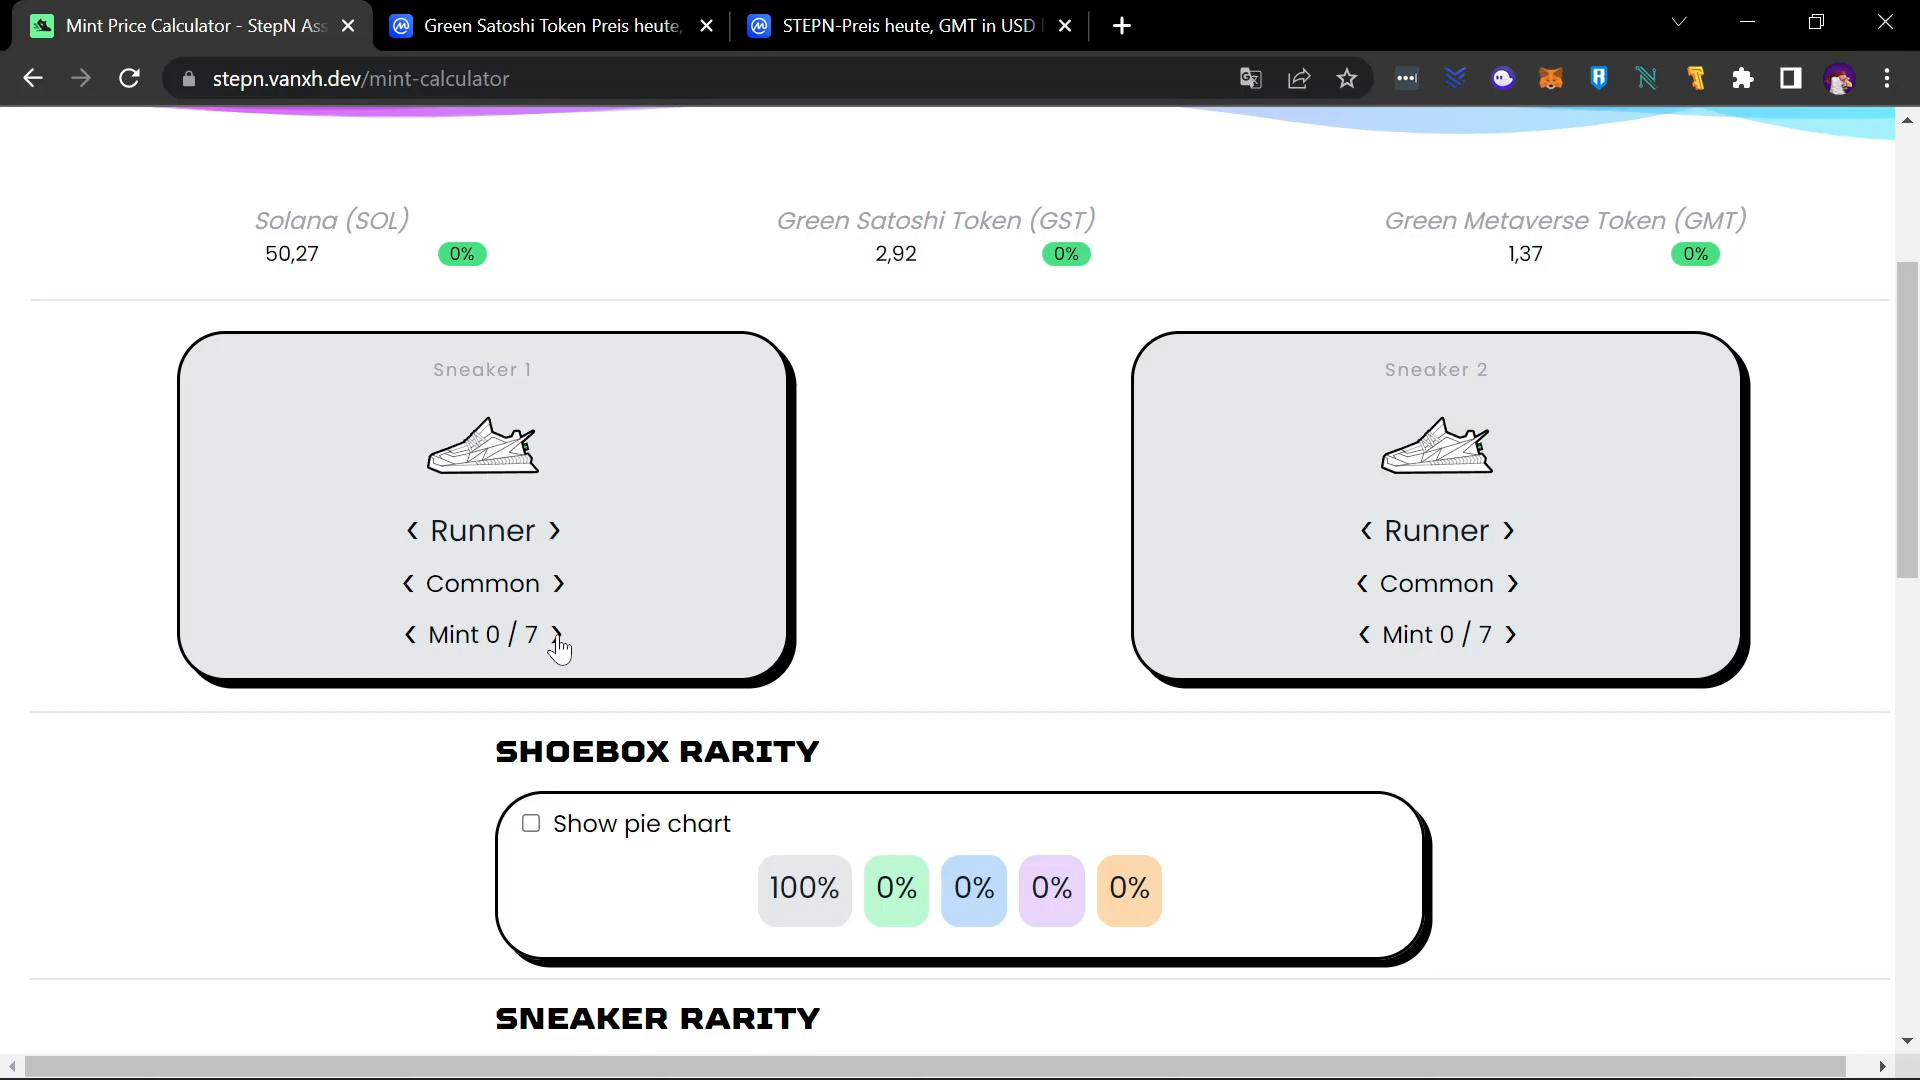 Mint Price Calculator - StepN Ass
Green Satoshi Token Preis heute,
STEPN-Preis heute, GMT in USD
stepn.vanxh.dev/mint-calculator
Solana (SOL)
50,27
0%
Green Satoshi Token (GST)
2,92
0%
Green Metaverse Token (GMT)
1,37
0%
Sneaker 1
‹ Runner ›
‹ Common ›
‹ Mint 0 / 7 ›
Sneaker 2
‹ Runner ›
‹ Common ›
‹ Mint 0 / 7 ›
SHOEBOX RARITY
Show pie chart
100% 0% 0% 0% 0%
SNEAKER RARITY